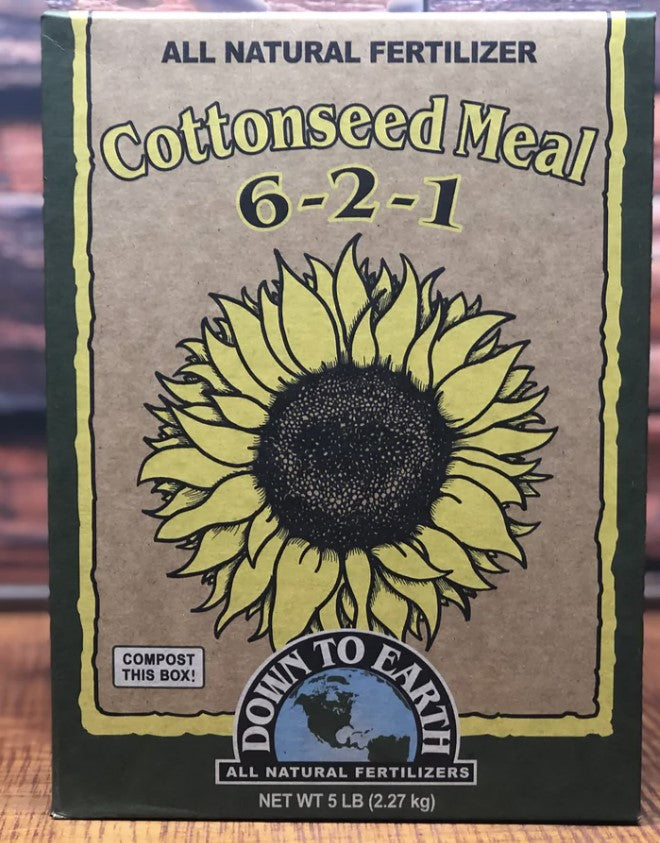 ALL NATURAL FERTILIZER
Cottonseed Meal
6-2-1
COMPOST
THIS BOX!
DOWN TO EARTH
ALL NATURAL FERTILIZERS
NET WT 5 LB (2.27 kg)